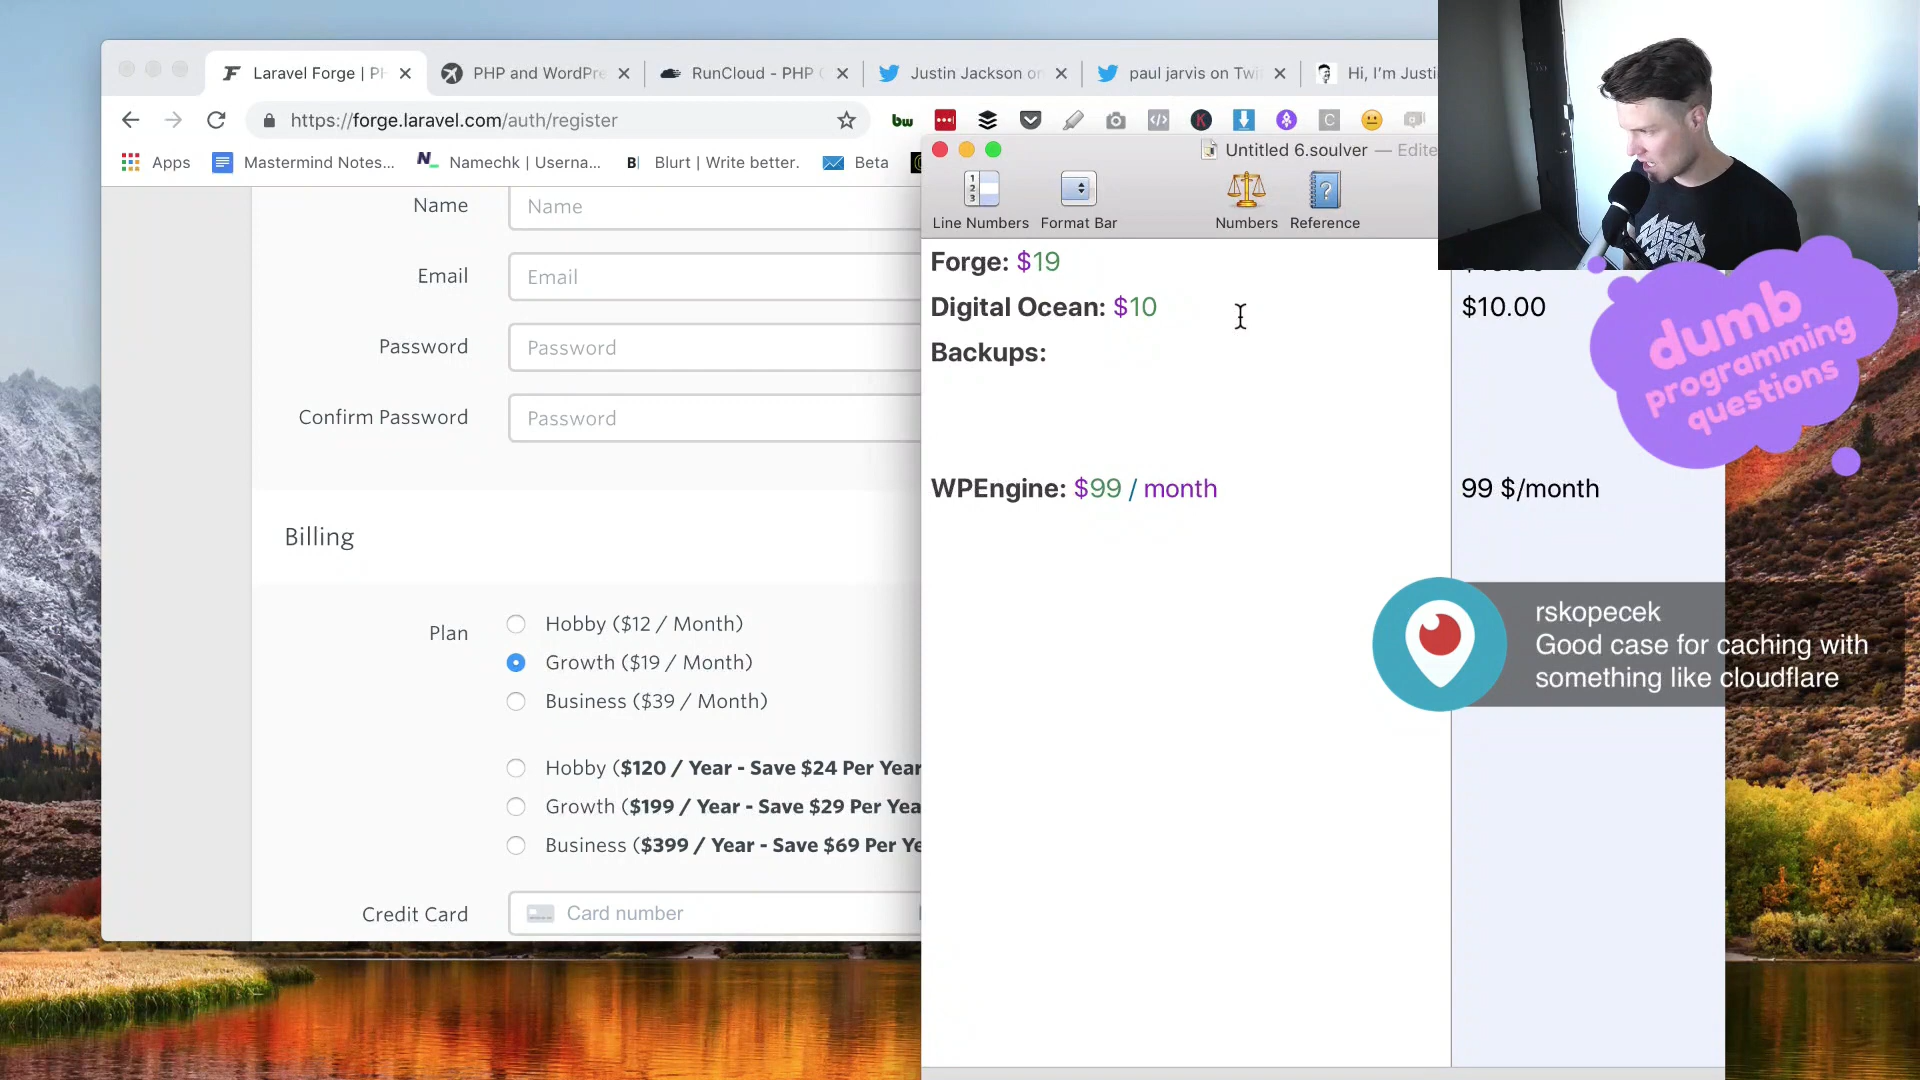 Laravel Forge | PH
PHP and WordPre
RunCloud - PHP
Justin Jackson on
paul jarvis on Twi
Hi, I'm Justi
https://forge.laravel.com/auth/register
bw
Apps
Mastermind Notes...
Namechk | Userna...
Blurt | Write better.
Beta
Name
Name
Email
Email
Password
Password
Confirm Password
Password
Billing
Plan
Hobby ($12 / Month)
Growth ($19 / Month)
Business ($39 / Month)
Hobby ($120 / Year - Save $24 Per Year
Growth ($199 / Year - Save $29 Per Yea
Business ($399 / Year - Save $69 Per Ye
Credit Card
Card number
Untitled 6.soulver — Edite
Line Numbers
Format Bar
Numbers
Reference
Forge: $19
Digital Ocean: $10
$10.00
Backups:
WPEngine: $99 / month
99 $/month
MEGA
MAKER
dumb
programming
questions
rskopecek
Good case for caching with
something like cloudflare